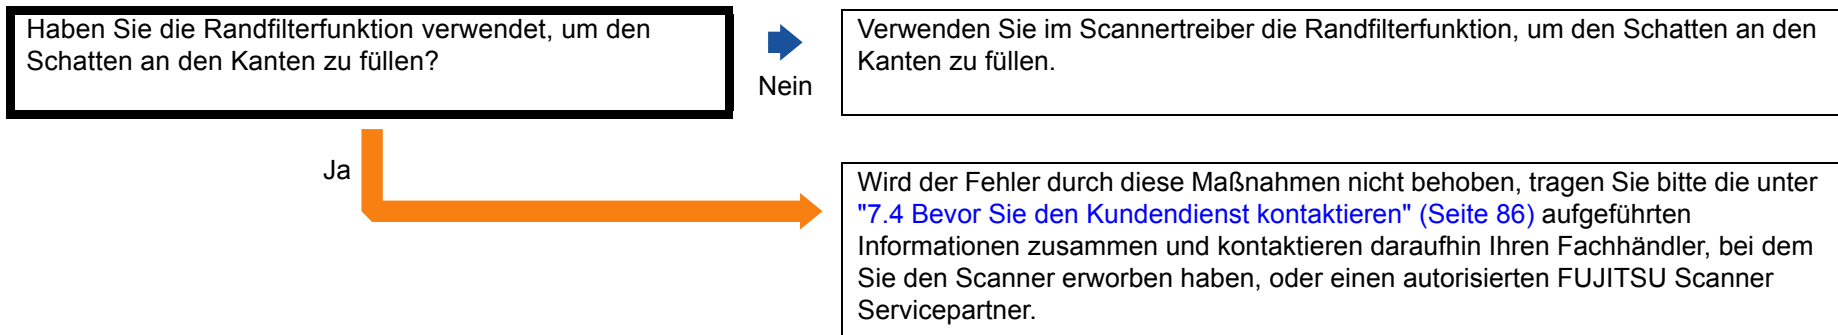 Haben Sie die Randfilterfunktion verwendet, um den
Schatten an den Kanten zu füllen?
Nein
Verwenden Sie im Scannertreiber die Randfilterfunktion, um den Schatten an den
Kanten zu füllen.
Ja
Wird der Fehler durch diese Maßnahmen nicht behoben, tragen Sie bitte die unter
"7.4 Bevor Sie den Kundendienst kontaktieren" (Seite 86) aufgeführten
Informationen zusammen und kontaktieren daraufhin Ihren Fachhändler, bei dem
Sie den Scanner erworben haben, oder einen autorisierten FUJITSU Scanner
Servicepartner.